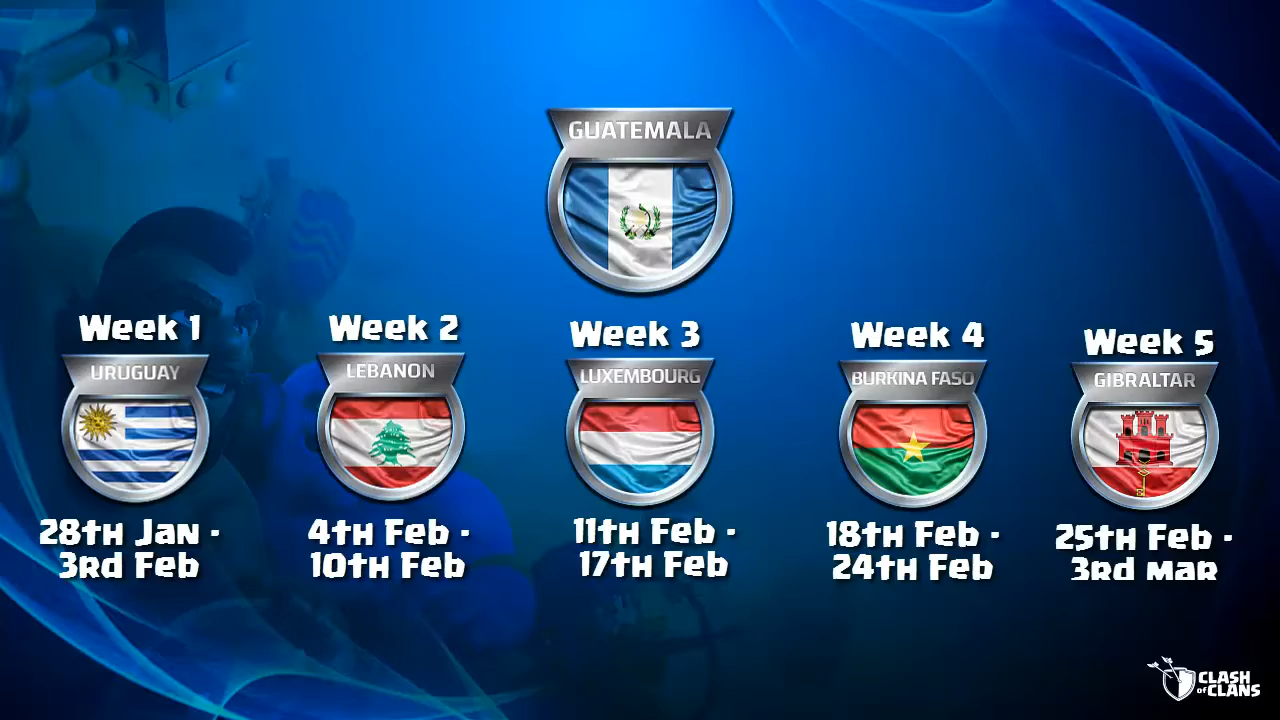 GUATEMALA
Week 1
Week 2
Week 3
Week 4
Week 5
URUGUAY
LEBANON
LUXEMBOURG
BURKINA FASO
GIBRALTAR
28th Jan -
3rd Feb
4th Feb -
10th Feb
11th Feb -
17th Feb
18th Feb -
24th Feb
25th Feb -
3rd mar
CLASH
OF CLANS